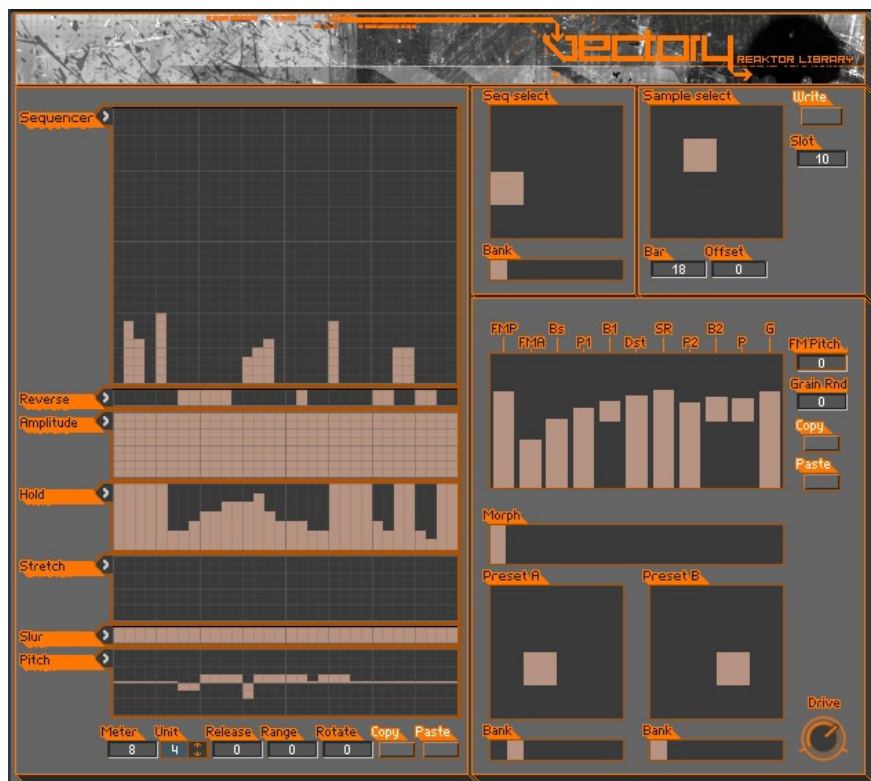 Vectory
REAKTOR LIBRARY
Sequencer
Reverse
Amplitude
Hold
Stretch
Slur
Pitch
Meter Unit Release Range Rotate Copy Paste
8 4 0 0 0
Seq select
Bank
Sample select
Write
Slot
10
Bar Offset
18 0
FMP Bs B1 SR B2 G
FMA P1 Dst P2 P
FM Pitch
0
Grain Rnd
0
Copy
Paste
Morph
Preset A Preset B
Drive
Bank Bank